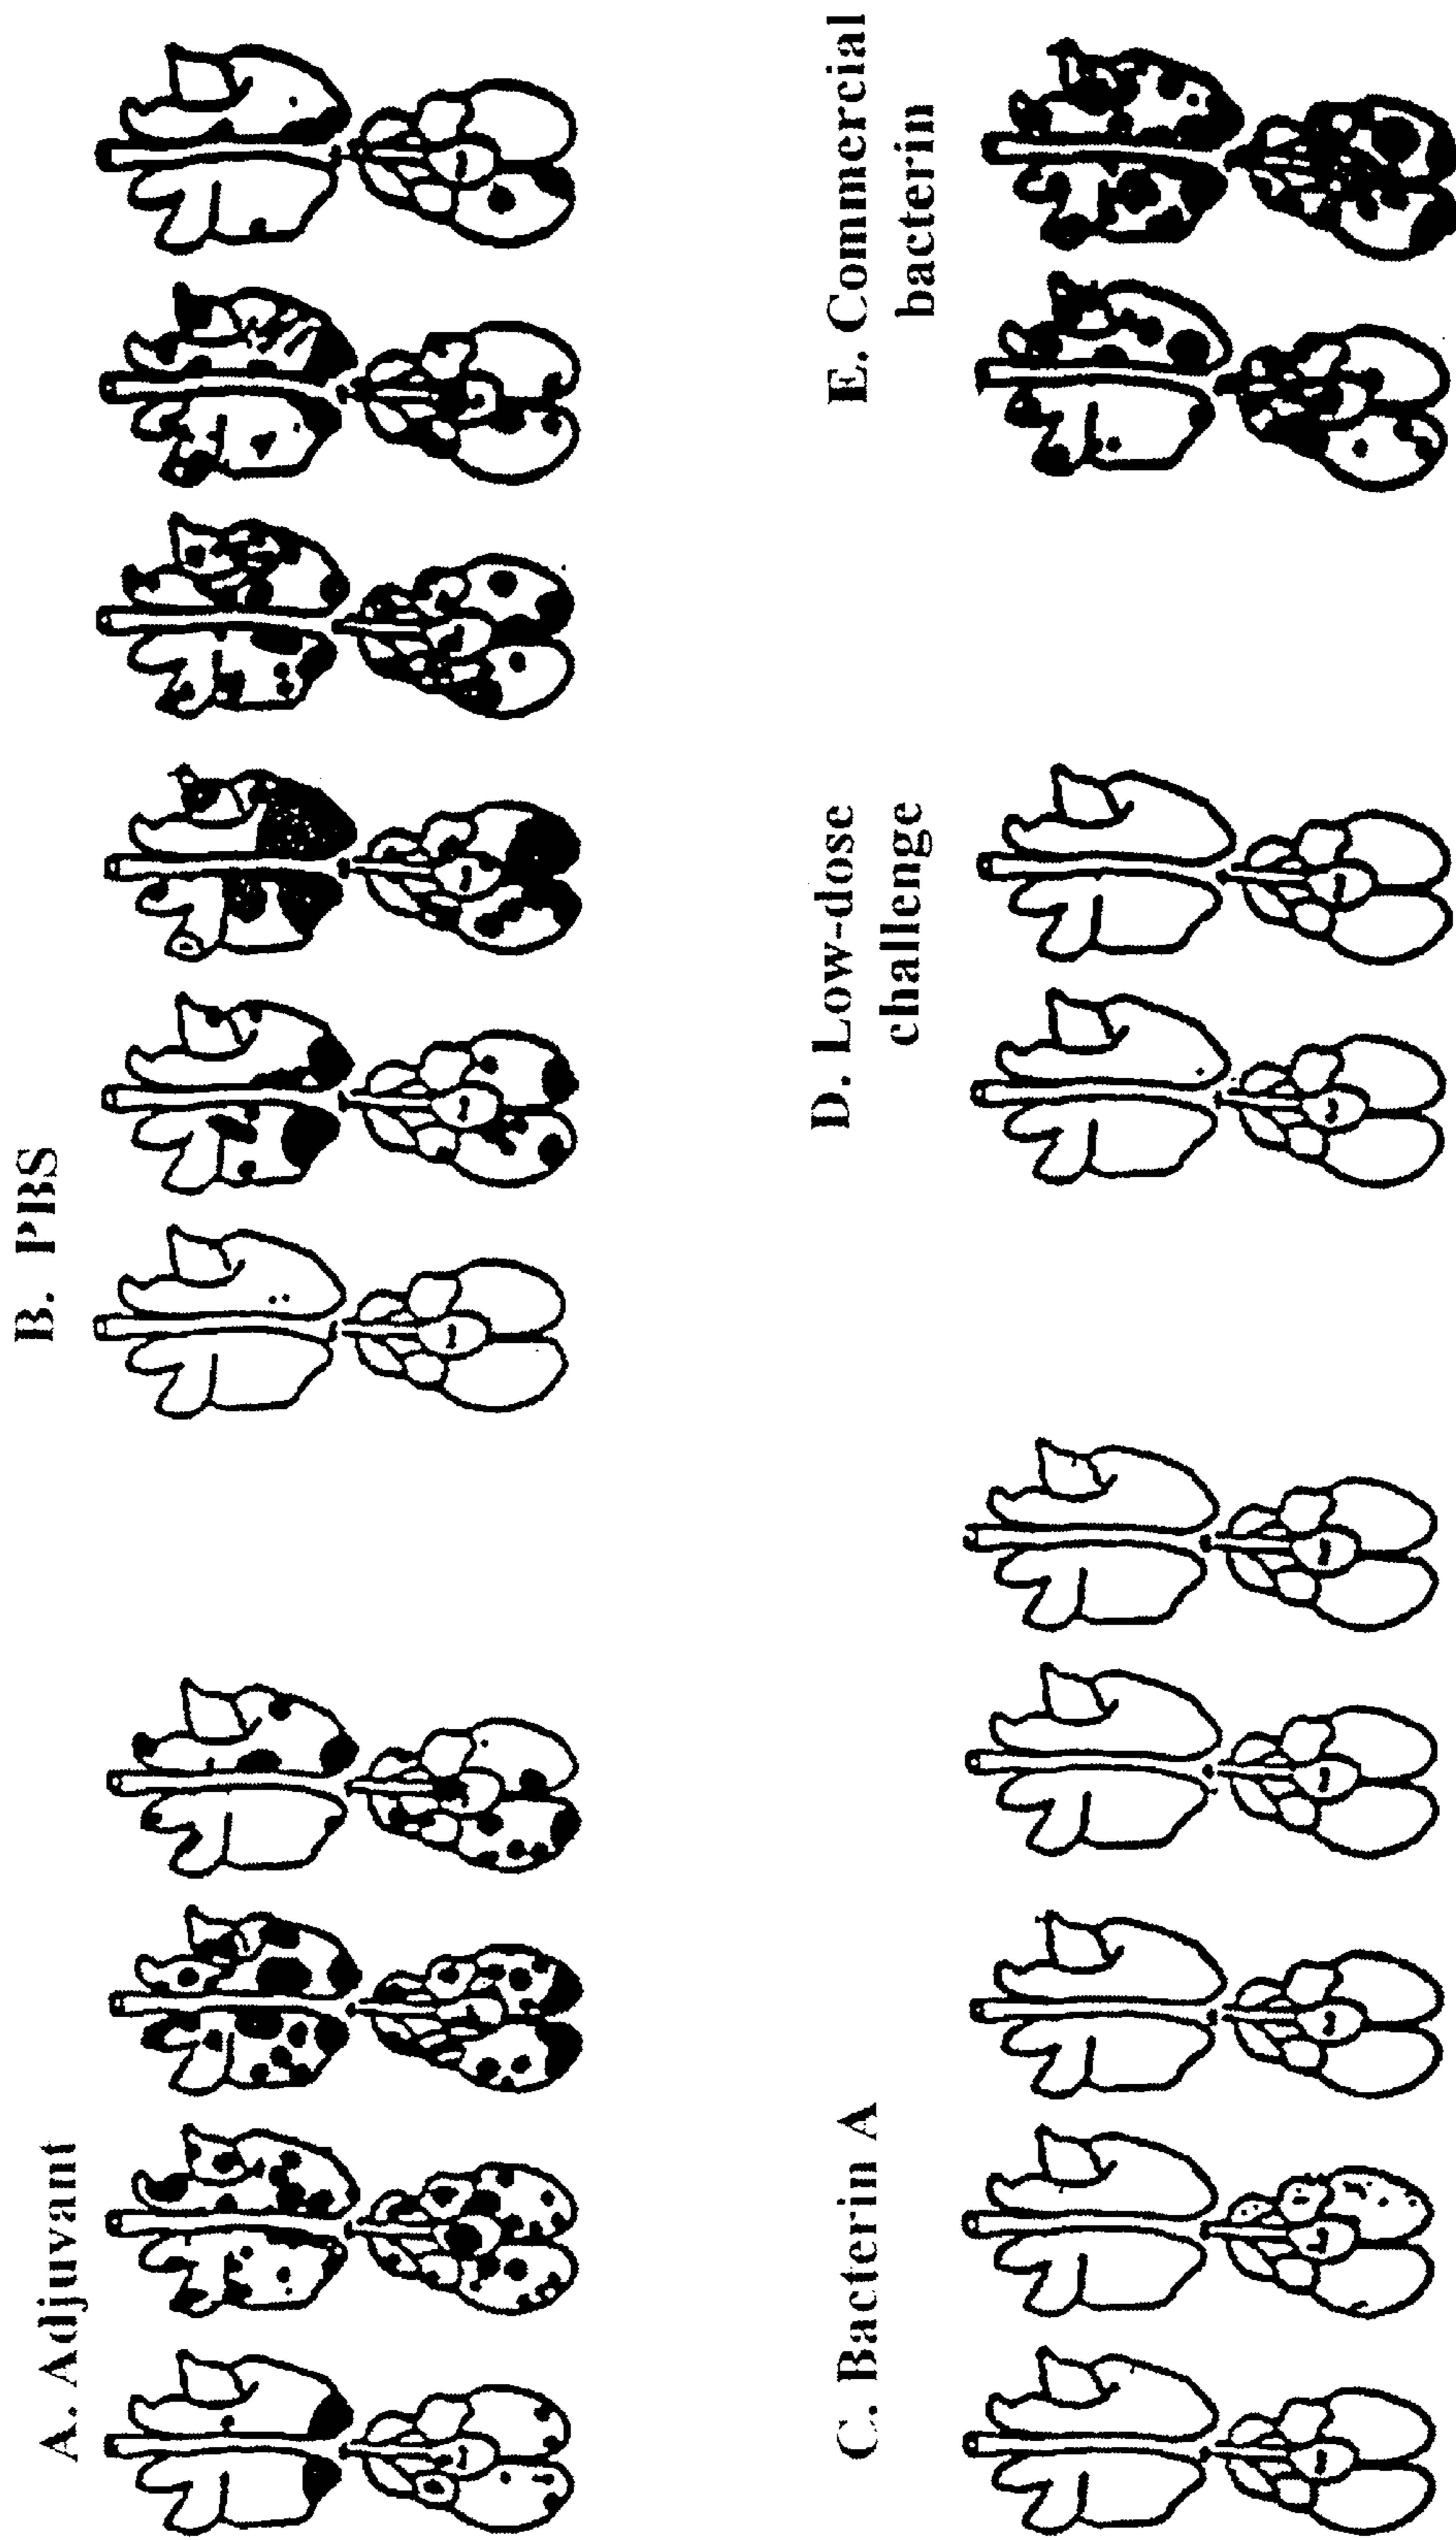 A. Adjuvant
B. PBS
C. Bacterin A
D. Low-dose
challenge
E. Commercial
bacterin